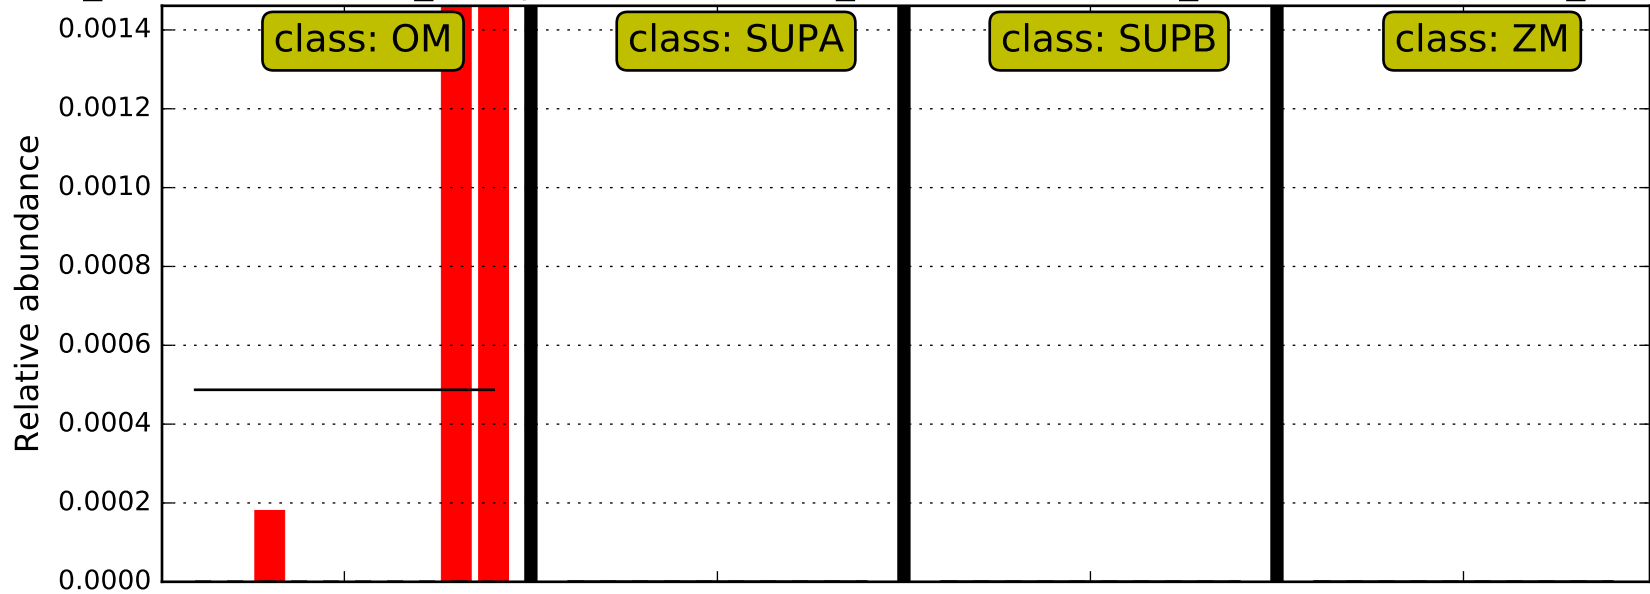 class: OM
class: SUPA
class: SUPB
class: ZM
Relative abundance
0.0014
0.0012
0.0010
0.0008
0.0006
0.0004
0.0002
0.0000